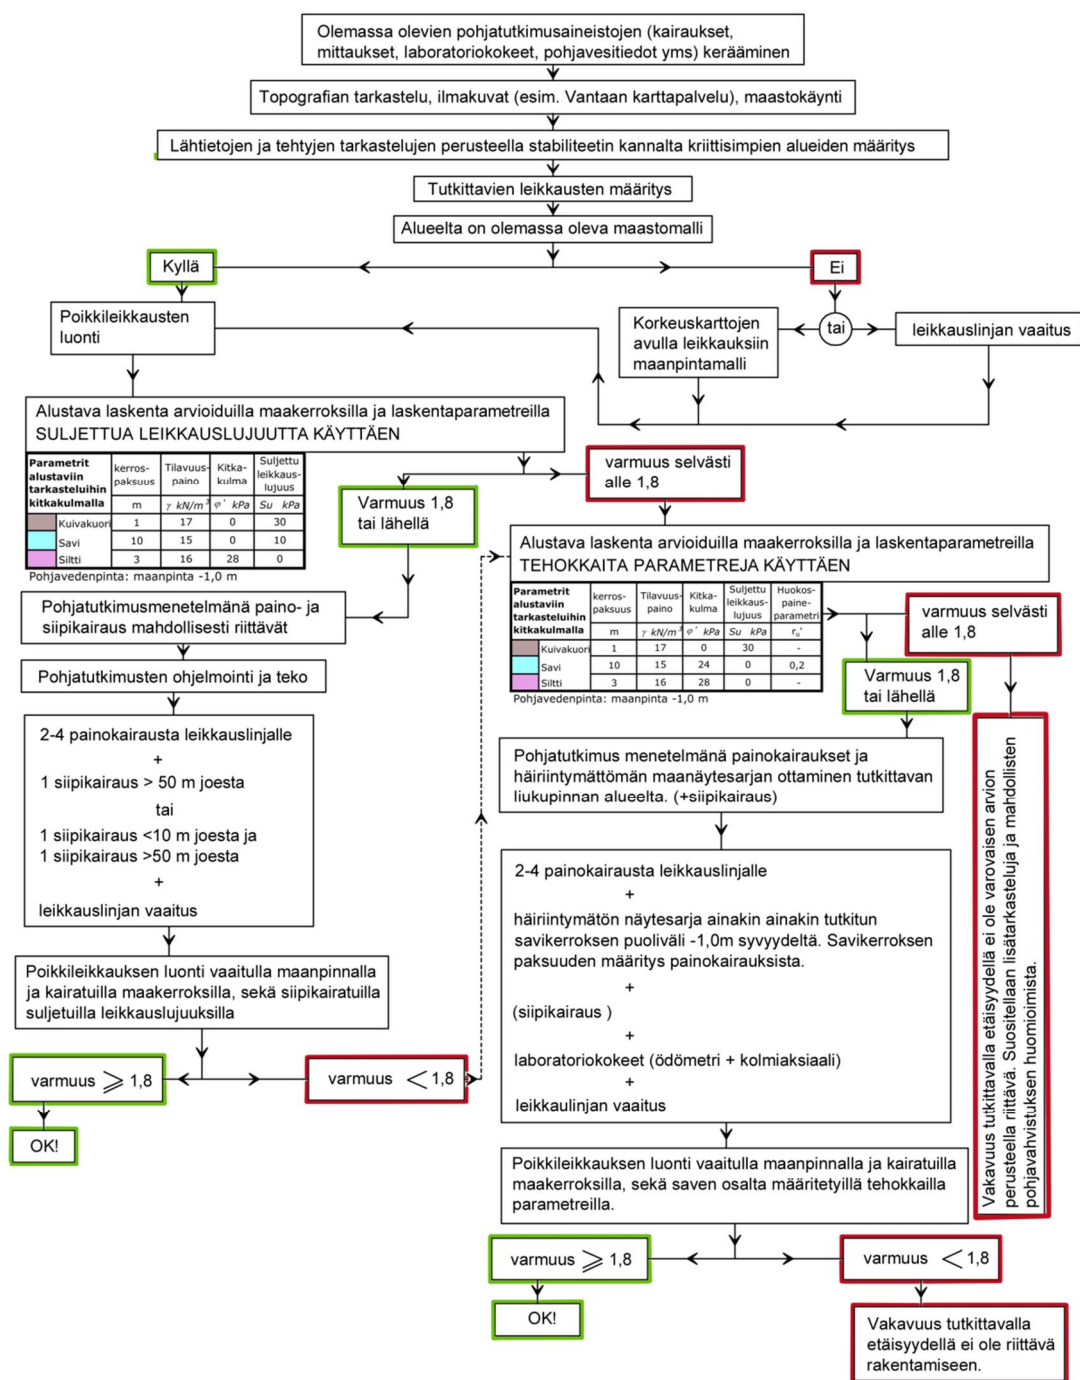 Olemassa olevien pohjatutkimusaineistojen (kairaukset,
mittaukset, laboratoriokokeet, pohjavesitiedot yms) kerääminen
Topografian tarkastelu, ilmakuvat (esim. Vantaan karttapalvelu), maastokäynti
Lähtietojen ja tehtyjen tarkastelujen perusteella stabiliteetin kannalta kriittisimpien alueiden määritys
Tutkittavien leikkausten määritys
Alueelta on olemassa oleva maastomalli
Kyllä
Ei
Poikkileikkausten
luonti
Korkeuskarttojen
avulla leikkauksiin
maanpintamalli
tai
leikkauslinjan vaaitus
Alustava laskenta arvioiduilla maakerroksilla ja laskentaparametreilla
SULJETTUA LEIKKAUSLUJUUTTA KÄYTTÄEN
Parametrit
alustaviin
tarkasteluihin
kitkakulmalla
kerros-
paksuus
Tilavuus-
paino
Kitka-
kulma
Suljettu
leikkaus-
lujuus
m
γ kN/m³
φ' kPa
Su kPa
Kuivakuori 1 17 0 30
Savi 10 15 0 10
Siltti 3 16 28 0
Pohjavedenpinta: maanpinta -1,0 m
Varmuus 1,8
tai lähellä
varmuus selvästi
alle 1,8
Pohjatutkimusmenetelmänä paino- ja
siipikairaus mahdollisesti riittävät
Pohjatutkimusten ohjelmointi ja teko
2-4 painokairausta leikkauslinjalle
+
1 siipikairaus > 50 m joesta
tai
1 siipikairaus <10 m joesta ja
1 siipikairaus >50 m joesta
+
leikkauslinjan vaaitus
Poikkileikkauksen luonti vaaitulla maanpinnalla
ja kairatuilla maakerroksilla, sekä siipikairatuilla
suljetuilla leikkauslujuuksilla
varmuus ⩾ 1,8
varmuus < 1,8
OK!
Alustava laskenta arvioiduilla maakerroksilla ja laskentaparametreilla
TEHOKKAITA PARAMETREJA KÄYTTÄEN
Parametrit
alustaviin
tarkasteluihin
kitkakulmalla
kerros-
paksuus
Tilavuus-
paino
Kitka-
kulma
Suljettu
leikkaus-
lujuus
Huokos-
paine-
parametri
m
γ kN/m³
φ' kPa
Su kPa
rᵤ'
Kuivakuori 1 17 0 30 -
Savi 10 15 24 0 0,2
Siltti 3 16 28 0 -
Pohjavedenpinta: maanpinta -1,0 m
varmuus selvästi
alle 1,8
Varmuus 1,8
tai lähellä
Pohjatutkimus menetelmänä painokairaukset ja
häiriintymättömän maanäytesarjan ottaminen tutkittavan
liukupinnan alueelta. (+siipikairaus)
2-4 painokairausta leikkauslinjalle
+
häiriintymätön näytesarja ainakin ainakin tutkitun
savikerroksen puoliväli -1,0m syvyydeltä. Savikerroksen
paksuuden määritys painokairauksista.
+
(siipikairaus )
+
laboratoriokokeet (ödömetri + kolmiaksiaali)
+
leikkaulinjan vaaitus
Poikkileikkauksen luonti vaaitulla maanpinnalla ja kairatuilla
maakerroksilla, sekä saven osalta määritetyillä tehokkailla
parametreilla.
varmuus ⩾ 1,8
varmuus < 1,8
OK!
Vakavuus tutkittavalla
etäisyydellä ei ole riittävä
rakentamiseen.
Vakavuus tutkittavalla etäisyydellä ei ole varovaisen arvion
perusteella riittävä. Suositellaan lisätarkasteluja ja mahdollisten
pohjavahvistuksen huomioimista.